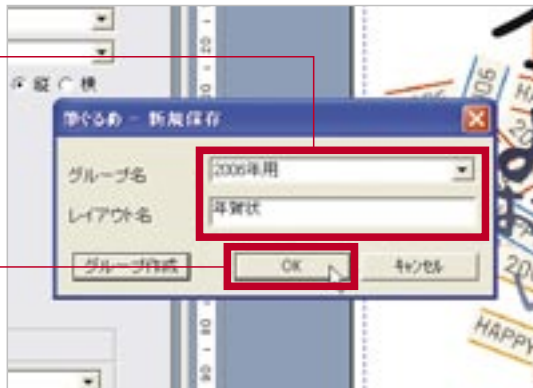 縦 横
筆ぐるめ - 新規保存
グループ名 2006年用
レイアウト名 年賀状
グループ作成 OK キャンセル
2006
HAPPY